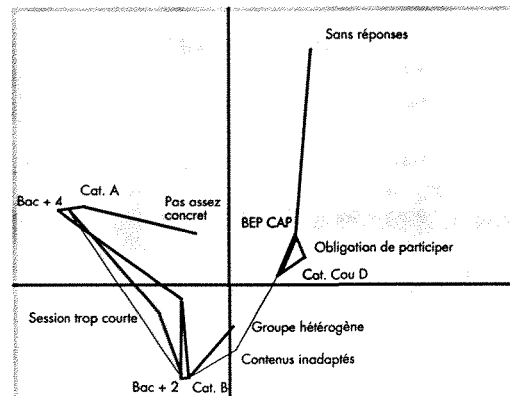 Sans réponses
Cat. A
Bac + 4
Pas assez
concret
BEP CAP
Obligation de participer
Cat. Cou D
Session trop courte
Groupe hétérogène
Contenus inadaptés
Bac + 2
Cat. B